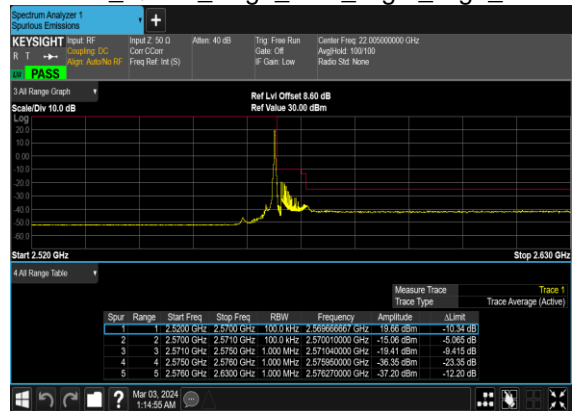 Spectrum Analyzer 1
Spurious Emissions
+
KEYSIGHT Input: RF Input Z: 50 Ω Atten: 40 dB Trig: Free Run Center Freq: 22.005000000 GHz
R T Coupling: DC Corr CCorr Gate: Off Avg|Hold: 100/100
Align: Auto/No RF Freq Ref: Int (S) IF Gain: Low Radio Std: None
LW PASS
3 All Range Graph
Ref Lvl Offset 8.60 dB
Scale/Div 10.0 dB Ref Value 30.00 dBm
Log
20.0
10.0
0.00
-10.0
-20.0
-30.0
-40.0
-50.0
-60.0
Start 2.520 GHz Stop 2.630 GHz
4 All Range Table
Measure Trace Trace 1
Trace Type Trace Average (Active)
Spur Range Start Freq Stop Freq RBW Frequency Amplitude ΔLimit
1 1 2.5200 GHz 2.5700 GHz 100.0 kHz 2.569666667 GHz 19.66 dBm -10.34 dB
2 2 2.5700 GHz 2.5710 GHz 100.0 kHz 2.570010000 GHz -15.06 dBm -5.065 dB
3 3 2.5710 GHz 2.5750 GHz 1.000 MHz 2.571040000 GHz -19.41 dBm -9.415 dB
4 4 2.5750 GHz 2.5760 GHz 1.000 MHz 2.575950000 GHz -36.35 dBm -23.35 dB
5 5 2.5760 GHz 2.6300 GHz 1.000 MHz 2.576270000 GHz -37.20 dBm -12.20 dB
? Mar 03, 2024
1:14:55 AM